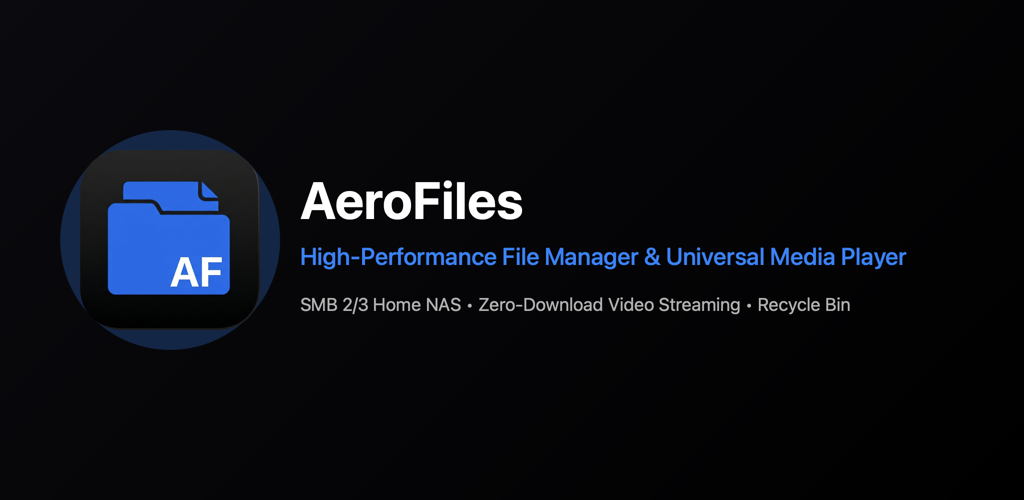 AF
AeroFiles
High-Performance File Manager & Universal Media Player
SMB 2/3 Home NAS • Zero-Download Video Streaming • Recycle Bin